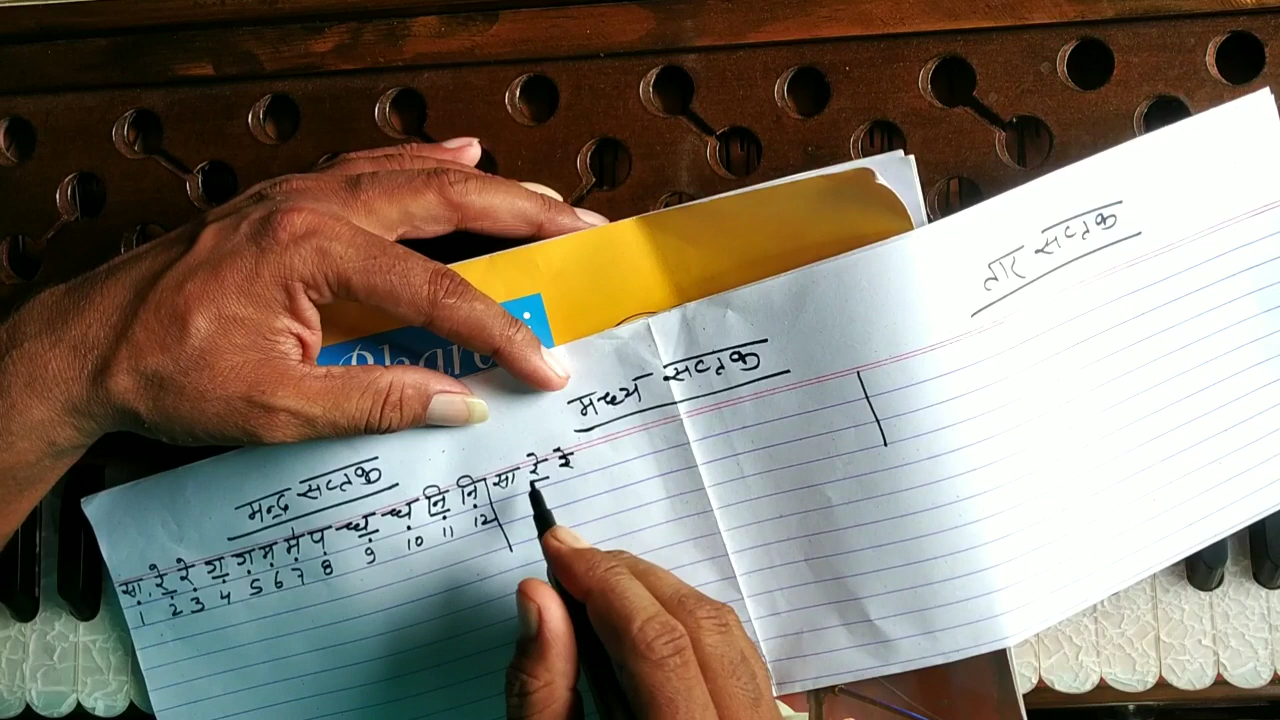 तार सप्तक
मध्य सप्तक
मन्द्र सप्तक
सा़ रे़॒ रे़ ग़॒ ग़ म़ म़॑ प़ ध़॒ ध़ नि़॒ नि़ सा रे॒ रे
1 2 3 4 5 6 7 8 9 10 11 12